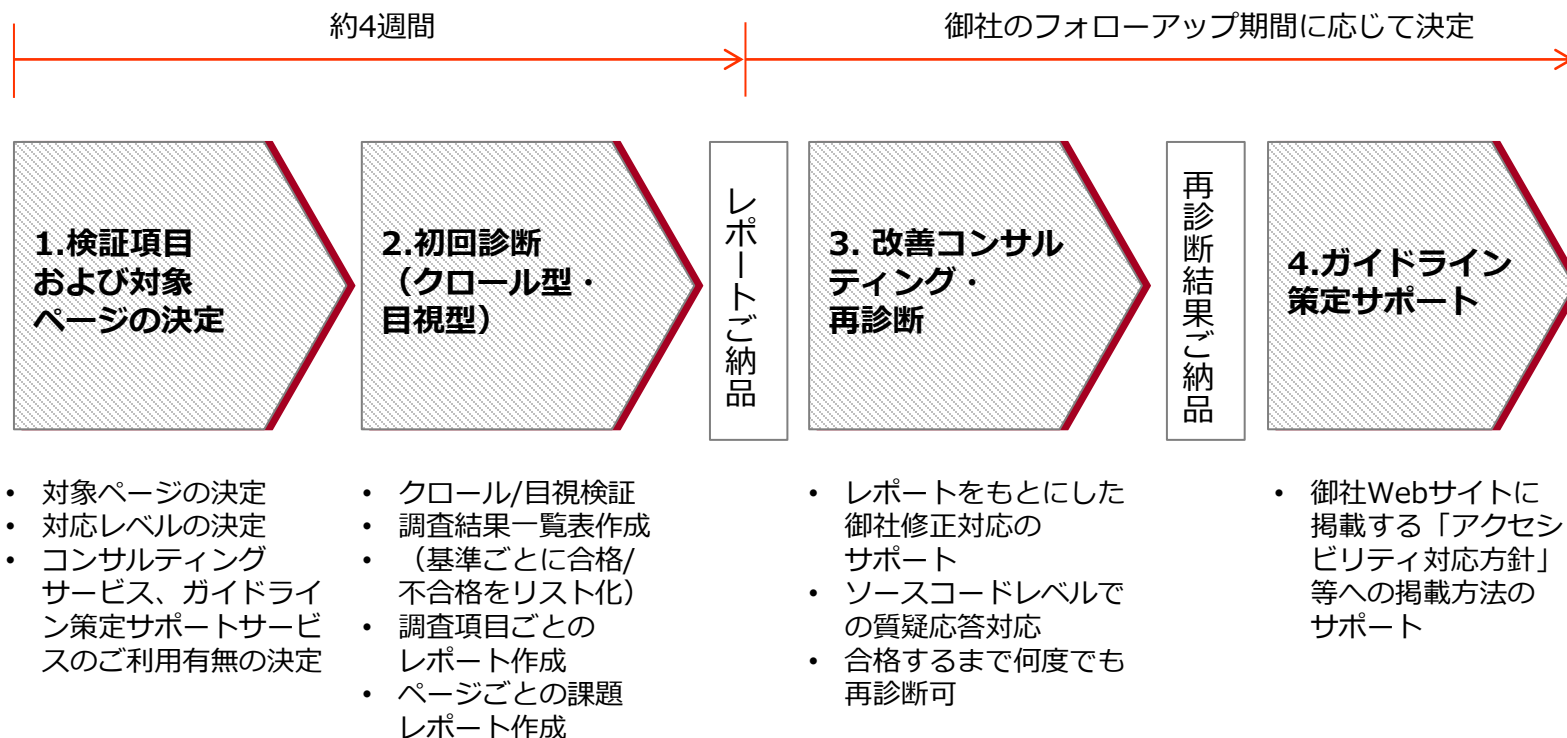 約4週間
御社のフォローアップ期間に応じて決定
1.検証項目
および対象
ページの決定
2.初回診断
（クロール型・
目視型）
レポートご納品
3. 改善コンサル
ティング・
再診断
再診断結果ご納品
4.ガイドライン
策定サポート
• 対象ページの決定
• 対応レベルの決定
• コンサルティング
サービス、ガイドライ
ン策定サポートサービ
スのご利用有無の決定
• クロール/目視検証
• 調査結果一覧表作成
• （基準ごとに合格/
不合格をリスト化）
• 調査項目ごとの
レポート作成
• ページごとの課題
レポート作成
• レポートをもとにした
御社修正対応の
サポート
• ソースコードレベルで
の質疑応答対応
• 合格するまで何度でも
再診断可
• 御社Webサイトに
掲載する「アクセシ
ビリティ対応方針」
等への掲載方法の
サポート